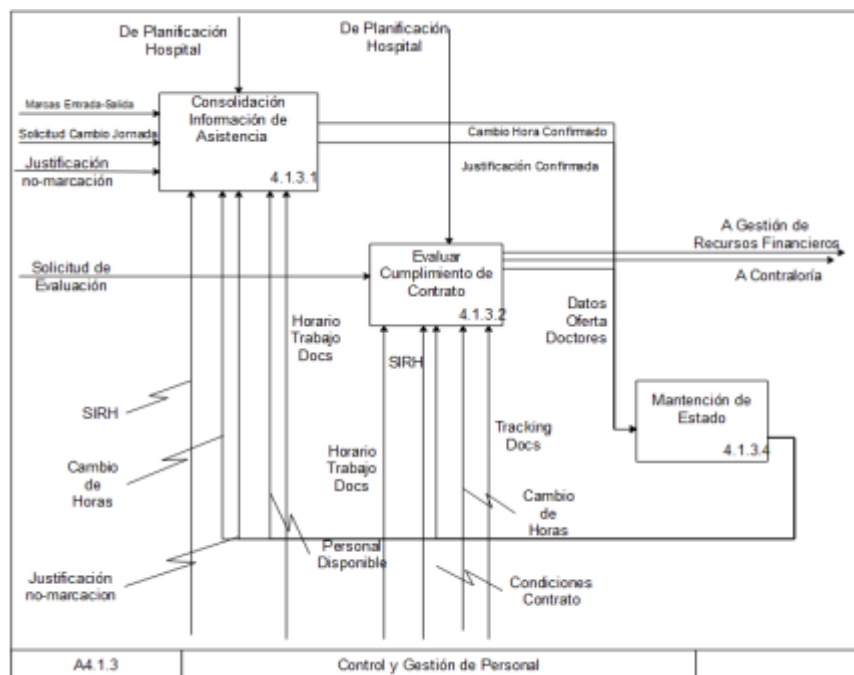 De Planificación
Hospital
De Planificación
Hospital
Marcas Entrada-Salida
Solicitud Cambio Jornada
Justificación
no-marcación
Consolidación
Información de
Asistencia
4.1.3.1
Cambio Hora Confirmado
Justificación Confirmada
Solicitud de
Evaluación
Evaluar
Cumplimiento de
Contrato
4.1.3.2
A Gestión de
Recursos Financieros
A Contraloría
Datos
Oferta
Doctores
Horario
Trabajo
Docs
SIRH
SIRH
Mantención de
Estado
4.1.3.4
Cambio
de
Horas
Horario
Trabajo
Docs
Tracking
Docs
Cambio
de
Horas
Personal
Disponible
Justificación
no-marcacion
Condiciones
Contrato
A4.1.3
Control y Gestión de Personal